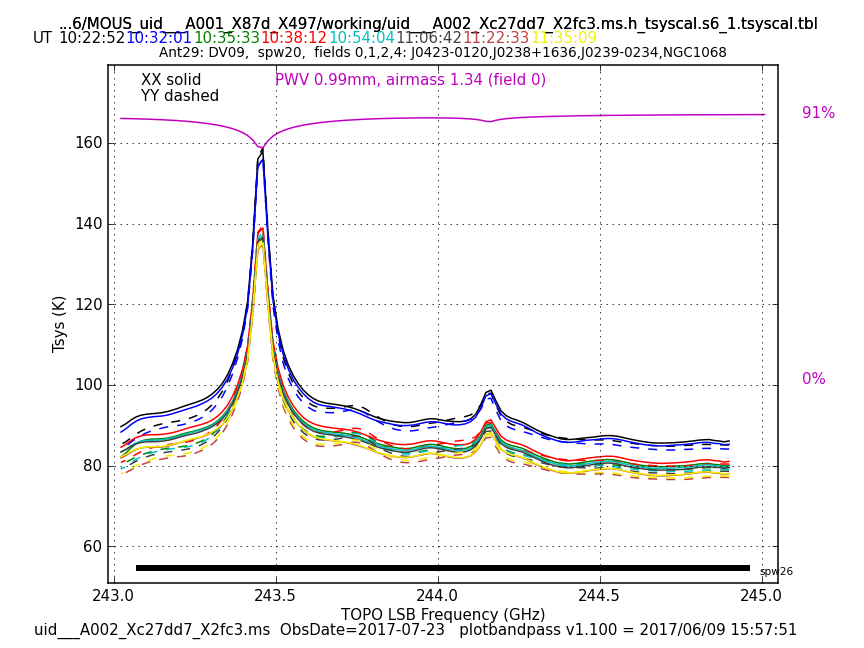 ...6/MOUS_uid___A001_X87d_X497/working/uid___A002_Xc27dd7_X2fc3.ms.h_tsyscal.s6_1.tsyscal.tbl
UT 10:22:52 10:32:01 10:35:33 10:38:12 10:54:04 11:06:42 11:22:33 11:35:09
Ant29: DV09, spw20, fields 0,1,2,4: J0423-0120,J0238+1636,J0239-0234,NGC1068
XX solid
PWV 0.99mm, airmass 1.34 (field 0)
YY dashed
91%
160
140
120
100
80
60
0%
Tsys (K)
spw26
243.0 243.5 244.0 244.5 245.0
TOPO LSB Frequency (GHz)
uid___A002_Xc27dd7_X2fc3.ms ObsDate=2017-07-23 plotbandpass v1.100 = 2017/06/09 15:57:51